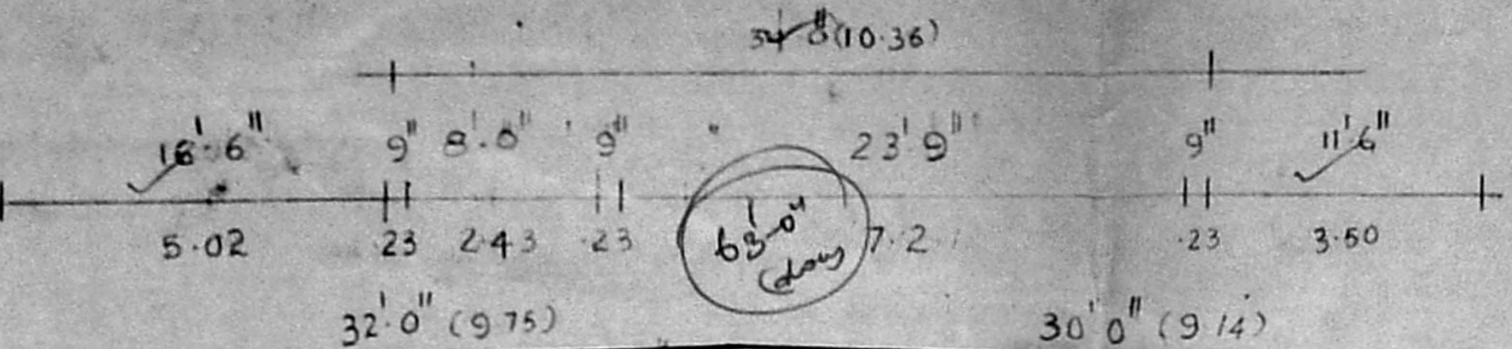 34' 0" (10.36)
16'.6" 9" 8'.0" 9" 23' 9" 9" 11' 6"
5.02 .23 2.43 .23 63'-0" 7.2 .23 3.50
32'.0" (9 75) 30' 0" (9 14)